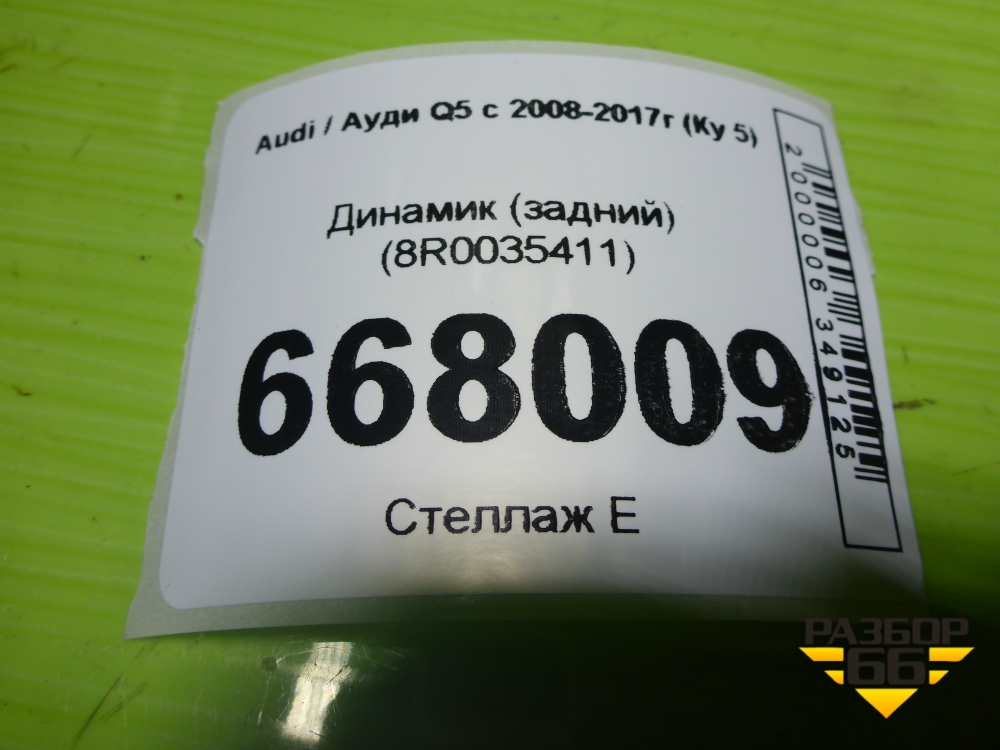 Audi / Ауди Q5 с 2008-2017г (Ку 5)
Динамик (задний)
(8R0035411)
668009
Стеллаж Е
2000006349125
РАЗБОР
66